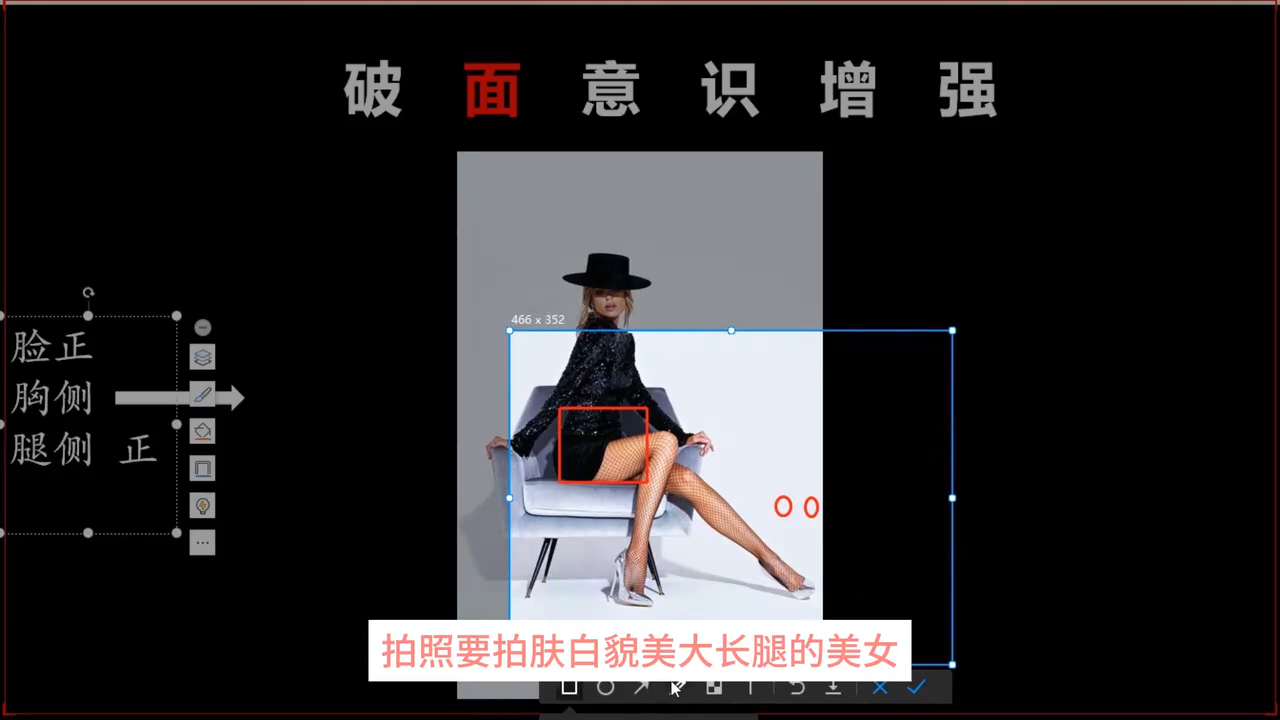 破面意识增强
466 x 352
脸正
胸侧
腿侧 正
拍照要拍肤白貌美大长腿的美女